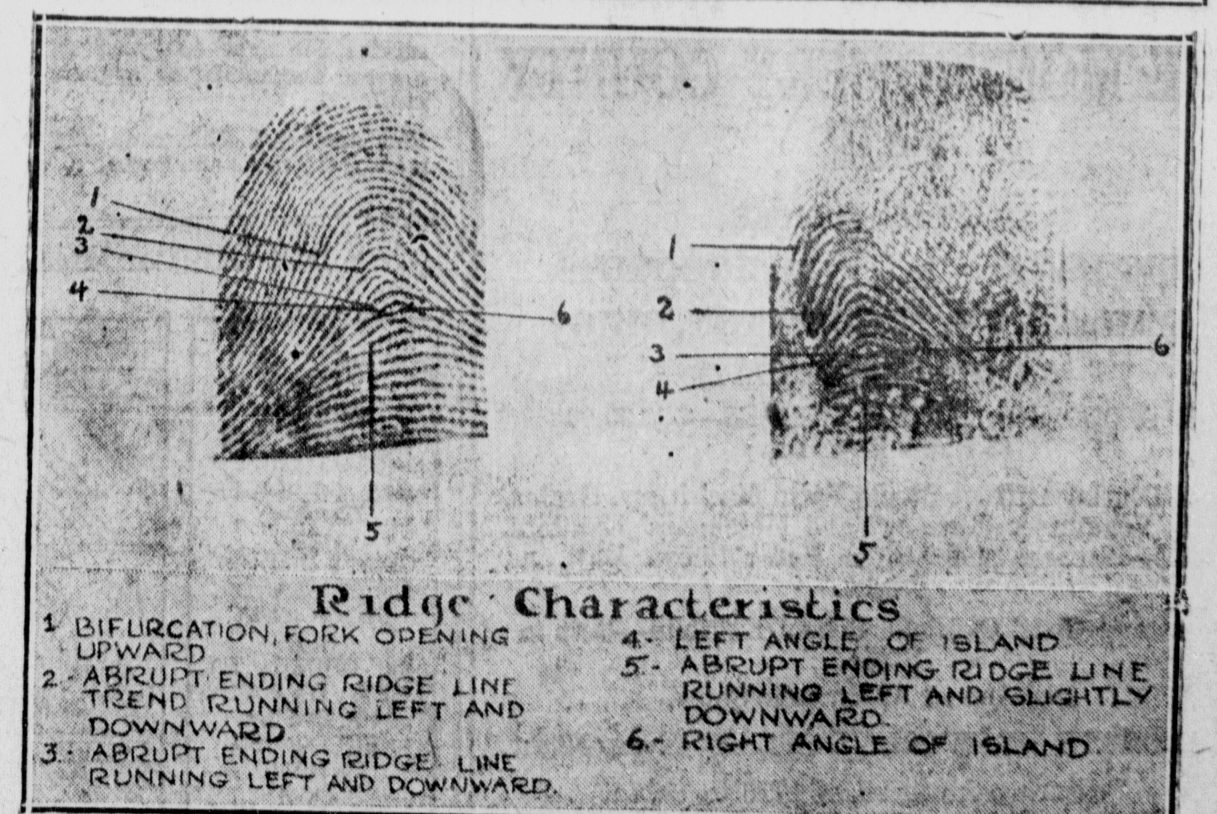 1
2
3
4
5
6
1
2
3
4
5
6
Ridge Characteristics
1 BIFURCATION, FORK OPENING
UPWARD
2.- ABRUPT ENDING RIDGE LINE
TREND RUNNING LEFT AND
DOWNWARD
3.- ABRUPT ENDING RIDGE LINE
RUNNING LEFT AND DOWNWARD.
4.- LEFT ANGLE OF ISLAND
5.- ABRUPT ENDING RIDGE LINE
RUNNING LEFT AND SLIGHTLY
DOWNWARD.
6.- RIGHT ANGLE OF ISLAND.